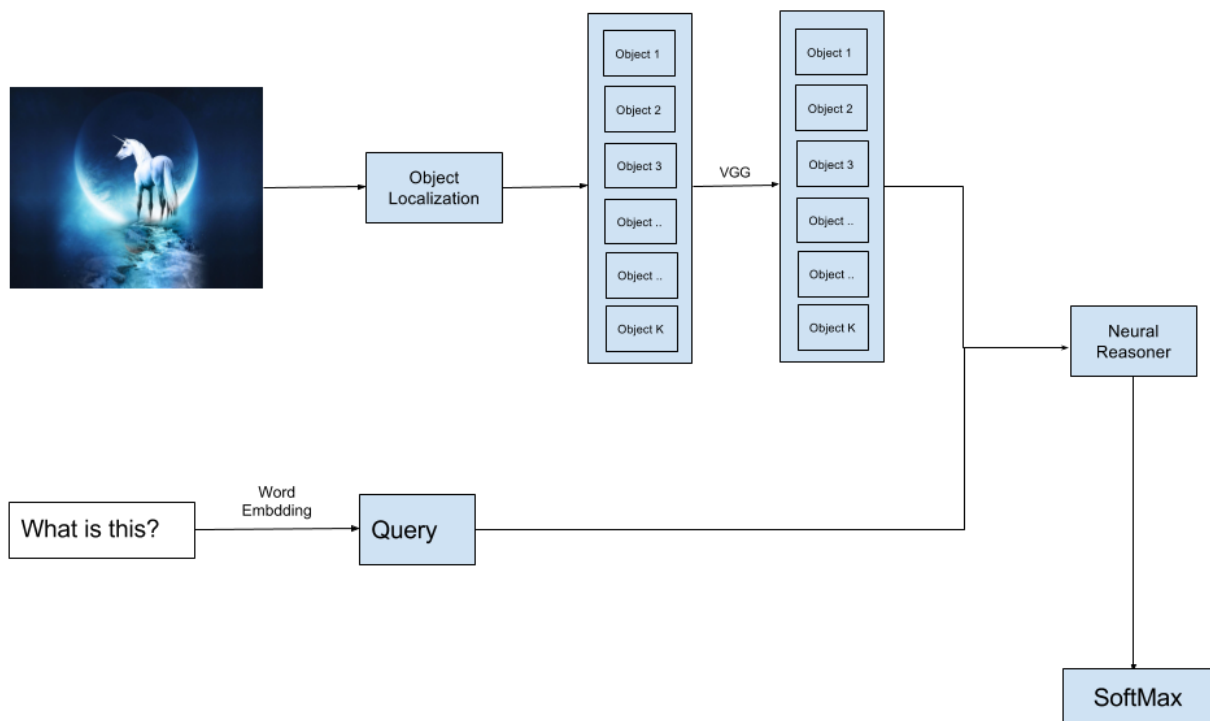 Object 1
Object 2
Object 3
Object ..
Object ..
Object K
Object 1
Object 2
Object 3
Object ..
Object ..
Object K
Object
Localization
VGG
Neural
Reasoner
What is this?
Word
Embdding
Query
SoftMax